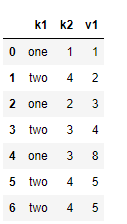 k1 k2 v1
0 one 1 1
1 two 4 2
2 one 2 3
3 two 3 4
4 one 3 8
5 two 4 5
6 two 4 5